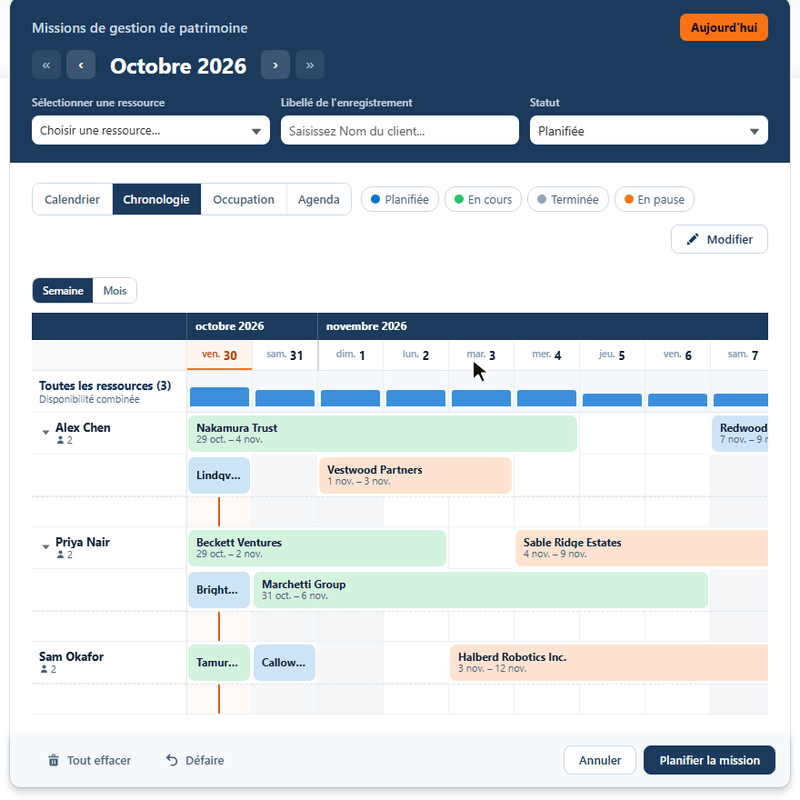 Missions de gestion de patrimoine
Aujourd'hui
« ‹ Octobre 2026 › »
Sélectionner une ressource
Libellé de l'enregistrement
Statut
Choisir une ressource...
Saisissez Nom du client...
Planifiée
Calendrier
Chronologie
Occupation
Agenda
Planifiée
En cours
Terminée
En pause
Modifier
Semaine
Mois
octobre 2026
novembre 2026
ven. 30
sam. 31
dim. 1
lun. 2
mar. 3
mer. 4
jeu. 5
ven. 6
sam. 7
Toutes les ressources (3)
Disponibilité combinée
Alex Chen
2
Nakamura Trust
29 oct. – 4 nov.
Redwood
7 nov. – 9 n
Lindqv...
Vestwood Partners
1 nov. – 3 nov.
Priya Nair
2
Beckett Ventures
29 oct. – 2 nov.
Sable Ridge Estates
4 nov. – 9 nov.
Bright...
Marchetti Group
31 oct. – 6 nov.
Sam Okafor
2
Tamur...
Callow...
Halberd Robotics Inc.
3 nov. – 12 nov.
Tout effacer
Défaire
Annuler
Planifier la mission